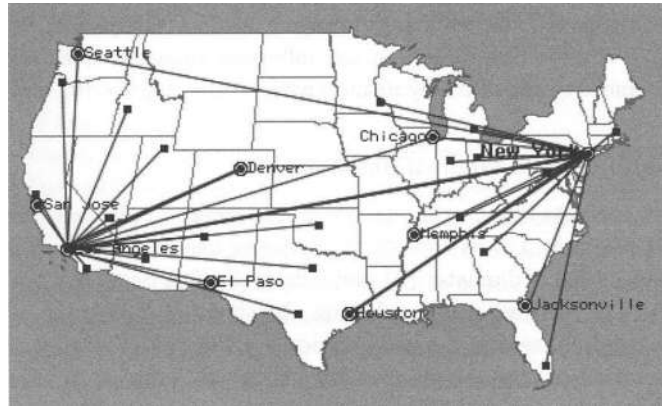 Seattle
Chicago
New York
Denver
San Jose
Angeles
Memphis
El Paso
Houston
Jacksonville